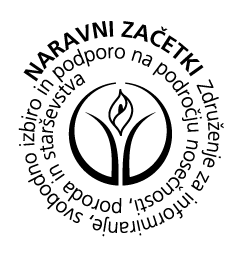 NARAVNI ZAČETKI
Združenje za informiranje, svobodno izbiro in podporo na področju nosečnosti, poroda in starševstva